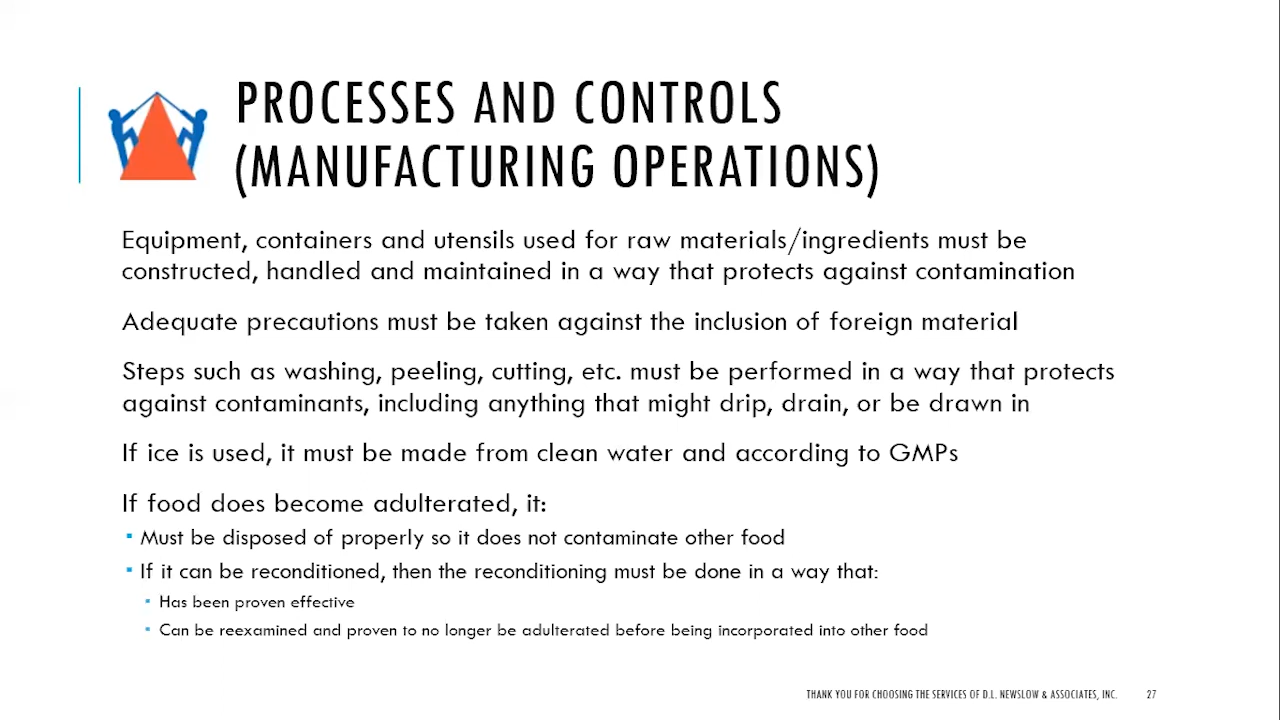 PROCESSES AND CONTROLS
(MANUFACTURING OPERATIONS)
Equipment, containers and utensils used for raw materials/ingredients must be
constructed, handled and maintained in a way that protects against contamination
Adequate precautions must be taken against the inclusion of foreign material
Steps such as washing, peeling, cutting, etc. must be performed in a way that protects
against contaminants, including anything that might drip, drain, or be drawn in
If ice is used, it must be made from clean water and according to GMPs
If food does become adulterated, it:
▪ Must be disposed of properly so it does not contaminate other food
▪ If it can be reconditioned, then the reconditioning must be done in a way that:
▪ Has been proven effective
▪ Can be reexamined and proven to no longer be adulterated before being incorporated into other food
THANK YOU FOR CHOOSING THE SERVICES OF D.L. NEWSLOW & ASSOCIATES, INC. 27